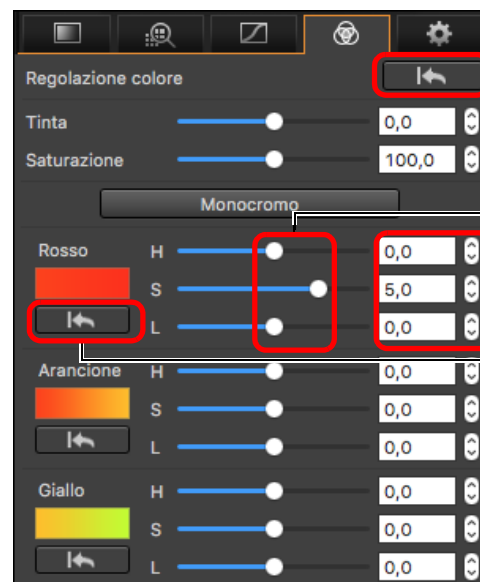 Regolazione colore
Tinta 0,0
Saturazione 100,0
Monocromo
Rosso H 0,0
S 5,0
L 0,0
Arancione H 0,0
S 0,0
L 0,0
Giallo H 0,0
S 0,0
L 0,0